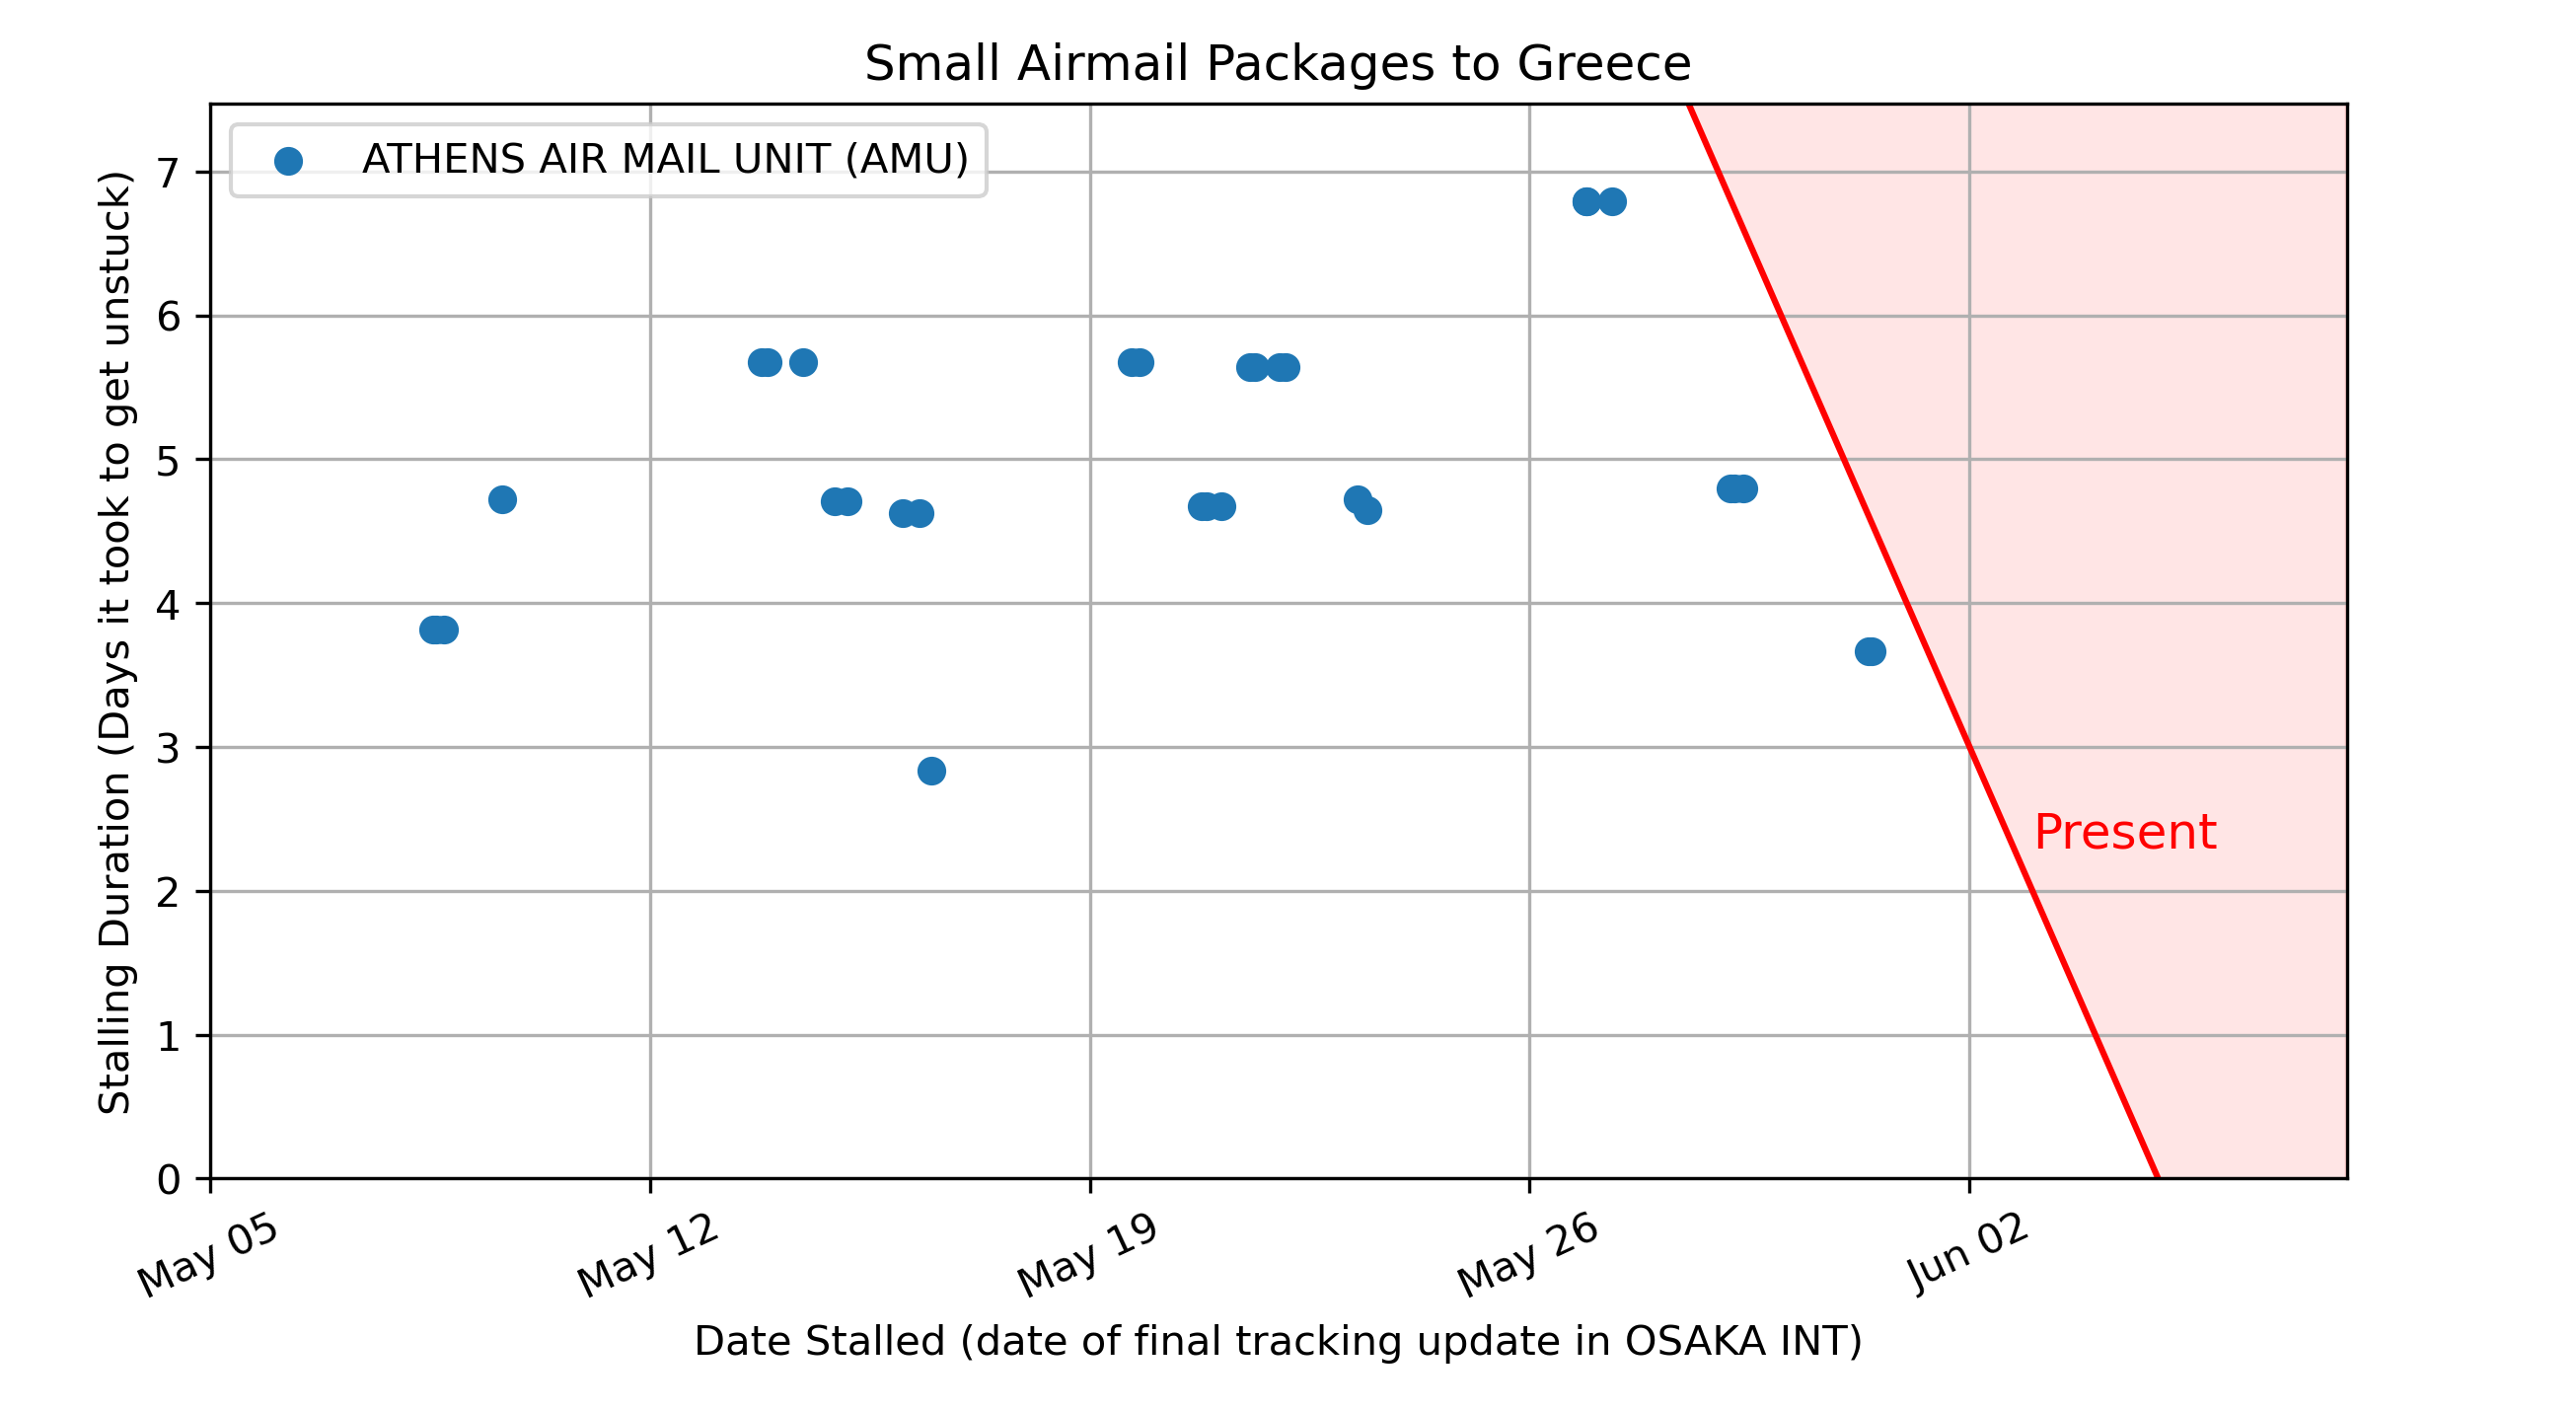 Small Airmail Packages to Greece
ATHENS AIR MAIL UNIT (AMU)
Stalling Duration (Days it took to get unstuck)
7
6
5
4
3
2
1
0
Present
May 05
May 12
May 19
May 26
Jun 02
Date Stalled (date of final tracking update in OSAKA INT)